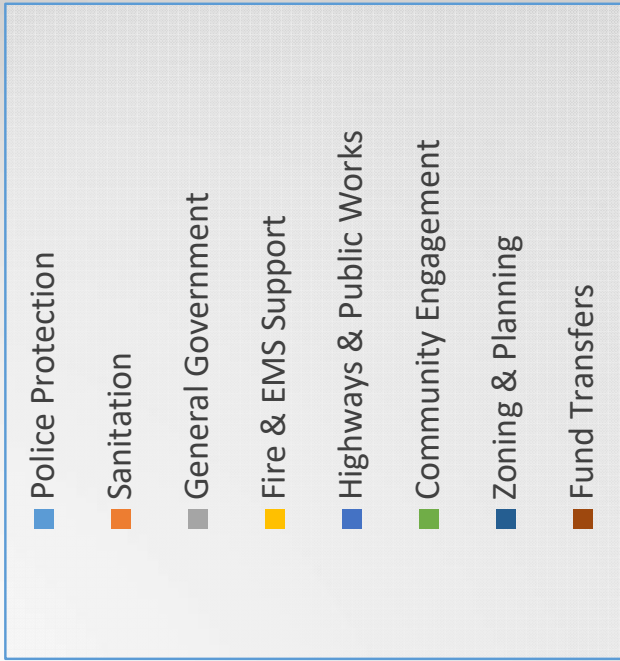 Police Protection
Sanitation
General Government
Fire & EMS Support
Highways & Public Works
Community Engagement
Zoning & Planning
Fund Transfers